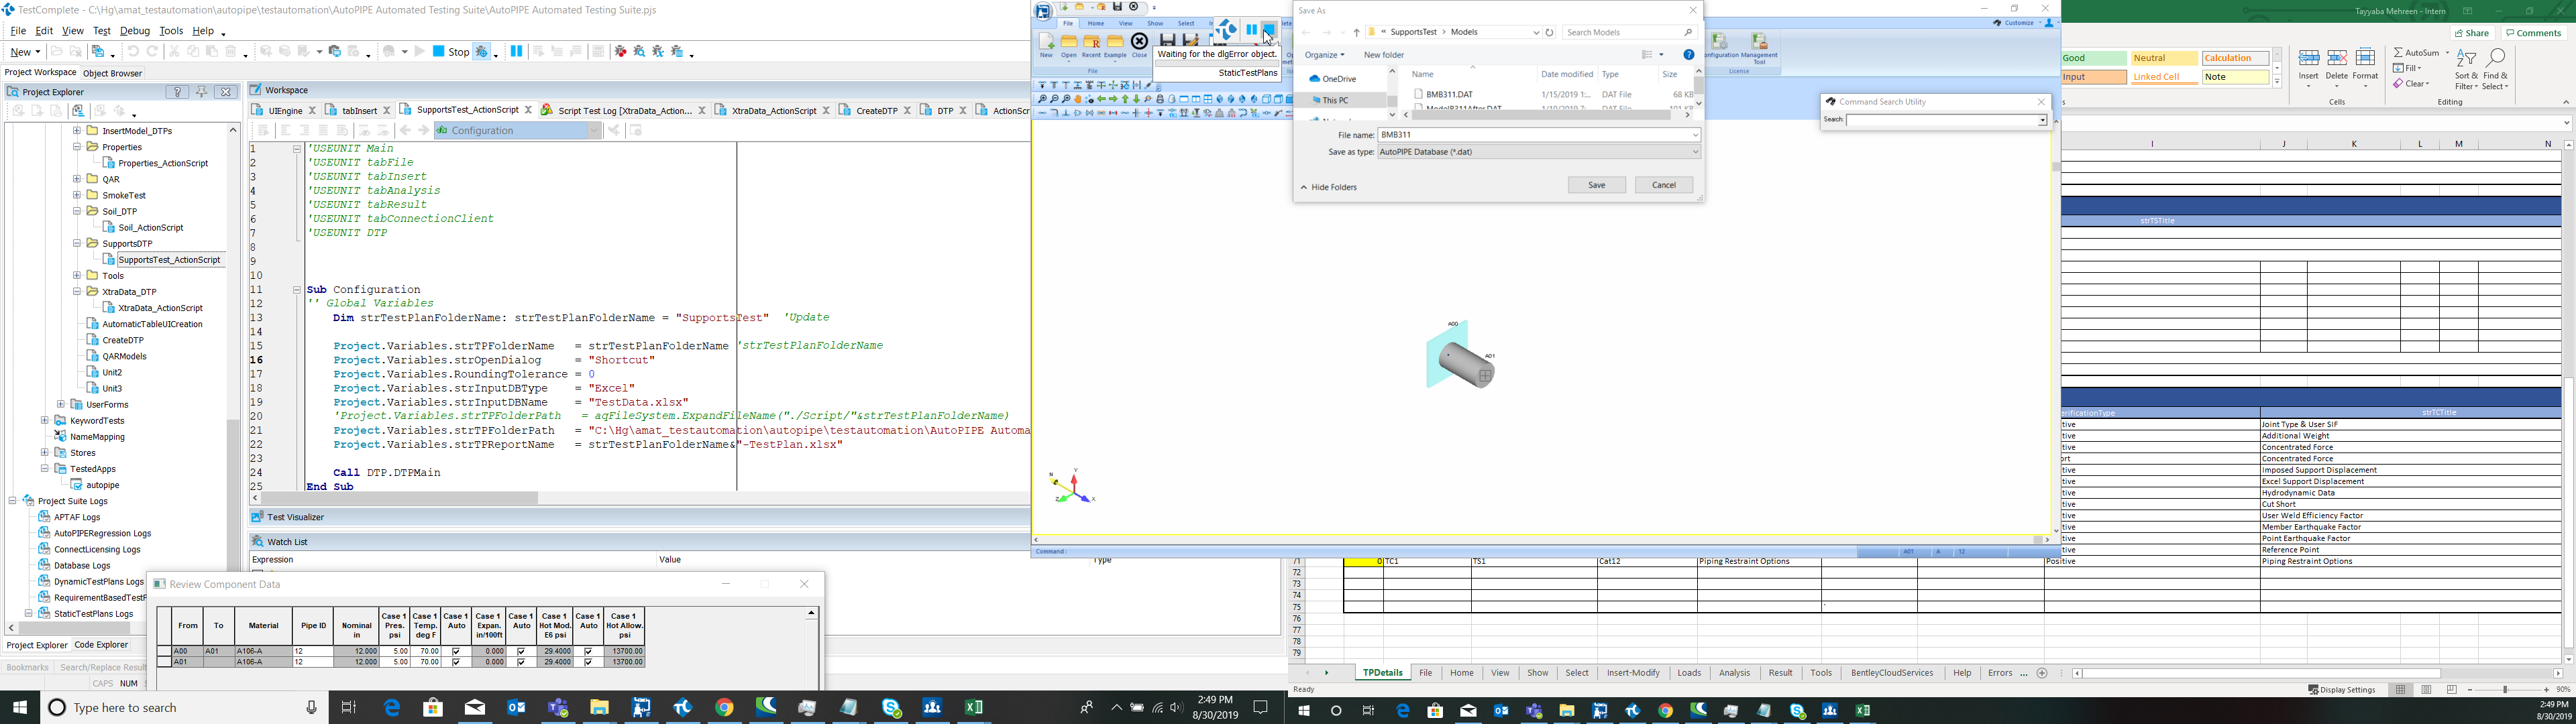 TestComplete - C:\Hg\amat_testautomation\autopipe\testautomation\AutoPIPE Automated Testing Suite\AutoPIPE Automated Testing Suite.pjs
File Edit View Test Debug Tools Help
New Stop
Project Workspace Object Browser
Project Explorer
InsertModel_DTPs
Properties
Properties_ActionScript
QAR
SmokeTest
Soil_DTP
Soil_ActionScript
SupportsDTP
SupportsTest_ActionScript
Tools
XtraData_DTP
XtraData_ActionScript
AutomaticTableUICreation
CreateDTP
QARModels
Unit2
Unit3
UserForms
KeywordTests
NameMapping
Stores
TestedApps
autopipe
Project Suite Logs
APTAF Logs
AutoPIPERegression Logs
ConnectLicensing Logs
Database Logs
DynamicTestPlans Logs
RequirementBasedTestP
StaticTestPlans Logs
Project Explorer Code Explorer
Bookmarks Search/Replace Result
CAPS NUM
Workspace
UIEngine tabInsert SupportsTest_ActionScript Script Test Log [XtraData_Action... XtraData_ActionScript CreateDTP DTP ActionScr
Configuration
1 'USEUNIT Main
2 'USEUNIT tabFile
3 'USEUNIT tabInsert
4 'USEUNIT tabAnalysis
5 'USEUNIT tabResult
6 'USEUNIT tabConnectionClient
7 'USEUNIT DTP
8
9
10
11 Sub Configuration
12 '' Global Variables
13 Dim strTestPlanFolderName: strTestPlanFolderName = "SupportsTest" 'Update
14
15 Project.Variables.strTPFolderName = strTestPlanFolderName 'strTestPlanFolderName
16 Project.Variables.strOpenDialog = "Shortcut"
17 Project.Variables.RoundingTolerance = 0
18 Project.Variables.strInputDBType = "Excel"
19 Project.Variables.strInputDBName = "TestData.xlsx"
20 'Project.Variables.strTPFolderPath = aqFileSystem.ExpandFileName("./Script/"&strTestPlanFolderName)
21 Project.Variables.strTPFolderPath = "C:\Hg\amat_testautomation\autopipe\testautomation\AutoPIPE Automa
22 Project.Variables.strTPReportName = strTestPlanFolderName&"-TestPlan.xlsx"
23
24 Call DTP.DTPMain
25 End Sub
Test Visualizer
Watch List
Expression Value Type
Review Component Data
From To Material Pipe ID Nominal in Case 1 Pres. psi Case 1 Temp. deg F Case 1 Auto Case 1 Expan. in/100ft Case 1 Auto Case 1 Hot Mod. E6 psi Case 1 Auto Case 1 Hot Allow. psi
A00 A01 A106-A 12 12.000 5.00 70.00 0.000 29.4000 13700.00
A01 A106-A 12 12.000 5.00 70.00 0.000 29.4000 13700.00
File Home View Show Select
New Open Recent Example Close
File
Waiting for the dlgError object.
StaticTestPlans
Customize
Configuration Management Tool
License
Save As
SupportsTest > Models Search Models
Organize New folder
Name Date modified Type Size
OneDrive
This PC
BMB311.DAT 1/15/2019 1:... DAT File 68 KB
File name: BMB311
Save as type: AutoPIPE Database (*.dat)
Hide Folders Save Cancel
Command Search Utility
Search:
A00
A01
Y
N
Z X
Command :
A01 A 12
Tayyaba Mehreen - Intern
Share Comments
Good Neutral Calculation
Input Linked Cell Note
Insert Delete Format
Cells
AutoSum
Fill
Clear
Sort & Filter Find & Select
Editing
I J K L M N
strTSTitle
erificationType strTCTitle
tive Joint Type & User SIF
tive Additional Weight
tive Concentrated Force
ort Concentrated Force
tive Imposed Support Displacement
tive Excel Support Displacement
tive Hydrodynamic Data
tive Cut Short
tive User Weld Efficiency Factor
tive Member Earthquake Factor
tive Point Earthquake Factor
tive Reference Point
71 0 TC1 TS1 Cat12 Piping Restraint Options Positive Piping Restraint Options
72
73
74
75
76
77
78
79
TPDetails File Home View Show Select Insert-Modify Loads Analysis Result Tools BentleyCloudServices Help Errors ...
Ready Display Settings 90%
Type here to search
2:49 PM
8/30/2019
2:49 PM
8/30/2019